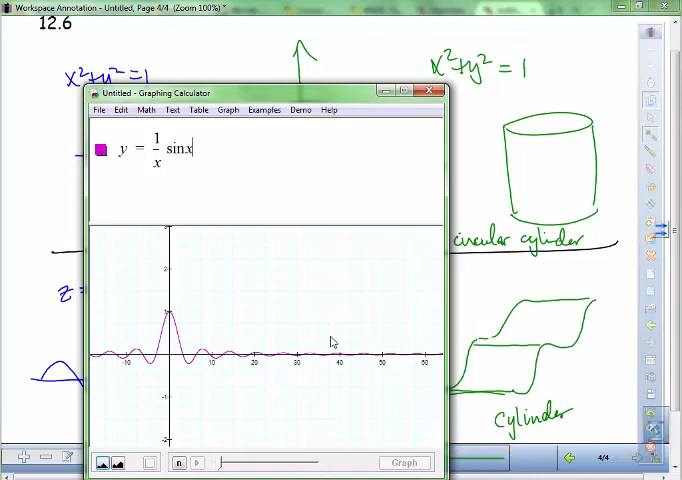 Workspace Annotation - Untitled, Page 4/4 (Zoom 100%) *
12.6
x²+y²=1
x²+y²=1
Untitled - Graphing Calculator
File Edit Math Text Table Graph Examples Demo Help
y = 1/x sinx
circular cylinder
z=
3
2
1
-1
-2
-10 10 20 30 40 50 60
cylinder
n
Graph
4/4